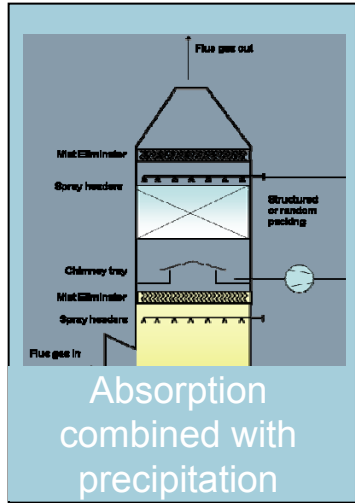 Flue gas out
Mist Eliminator
Spray headers
Structured
or random
packing
Chimney tray
Mist Eliminator
Spray headers
Flue gas in
Absorption
combined with
precipitation